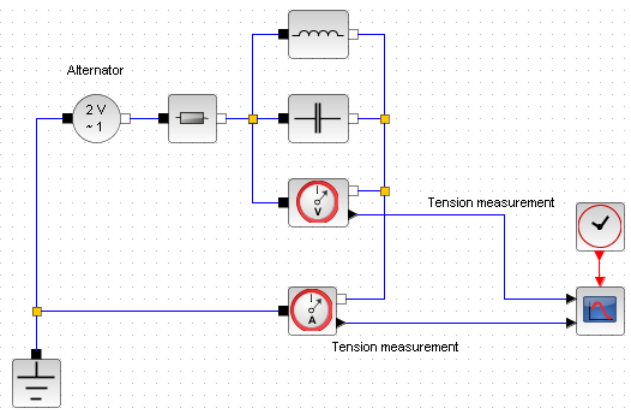 Alternator
2 V
~ 1
V
Tension measurement
A
Tension measurement